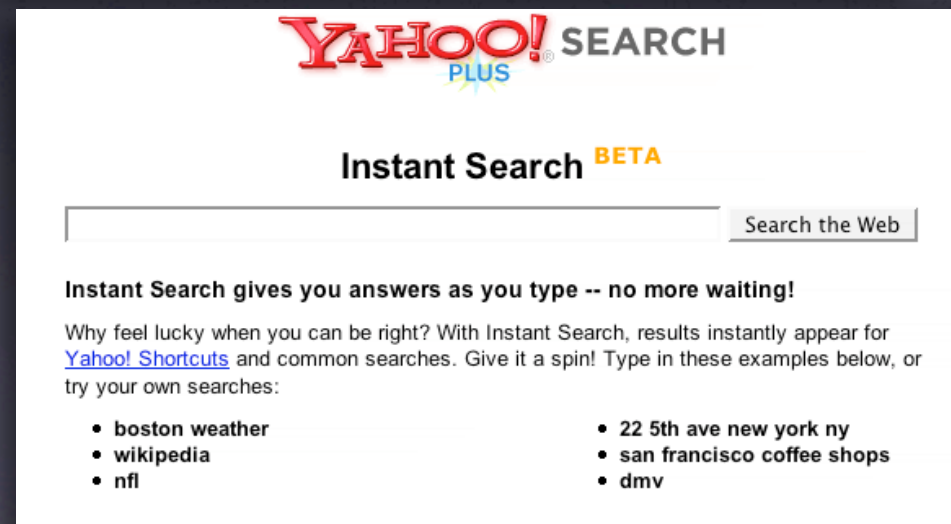 YAHOO!® SEARCH
PLUS
Instant Search BETA
Search the Web
Instant Search gives you answers as you type -- no more waiting!
Why feel lucky when you can be right? With Instant Search, results instantly appear for
Yahoo! Shortcuts and common searches. Give it a spin! Type in these examples below, or
try your own searches:
• boston weather
• wikipedia
• nfl
• 22 5th ave new york ny
• san francisco coffee shops
• dmv